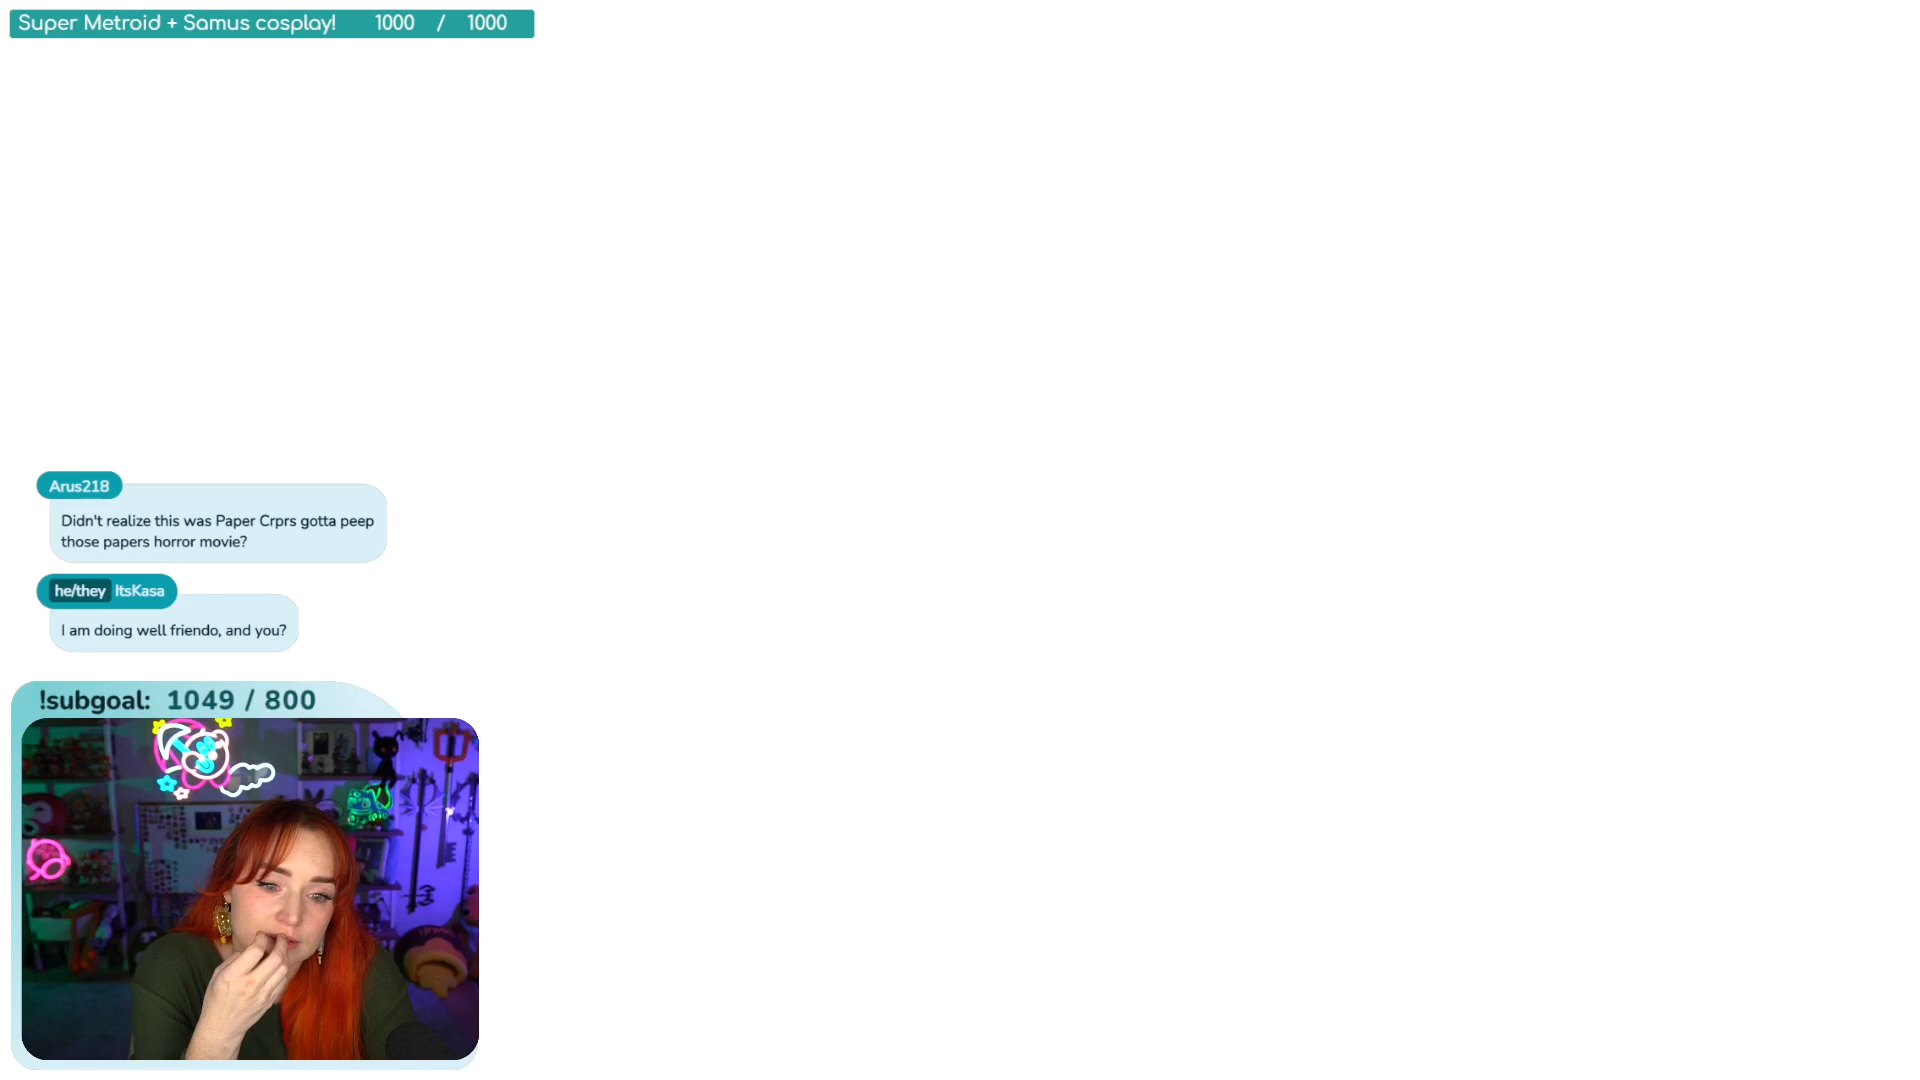 Super Metroid + Samus cosplay! 1000 / 1000
Arus218
Didn't realize this was Paper Crprs gotta peep
those papers horror movie?
he/they ItsKasa
I am doing well friendo, and you?
!subgoal: 1049 / 800